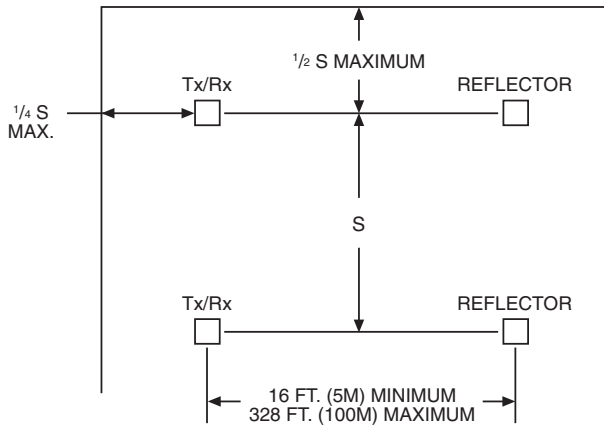 1/2 S MAXIMUM
Tx/Rx
REFLECTOR
1/4 S
MAX.
S
Tx/Rx
REFLECTOR
16 FT. (5M) MINIMUM
328 FT. (100M) MAXIMUM